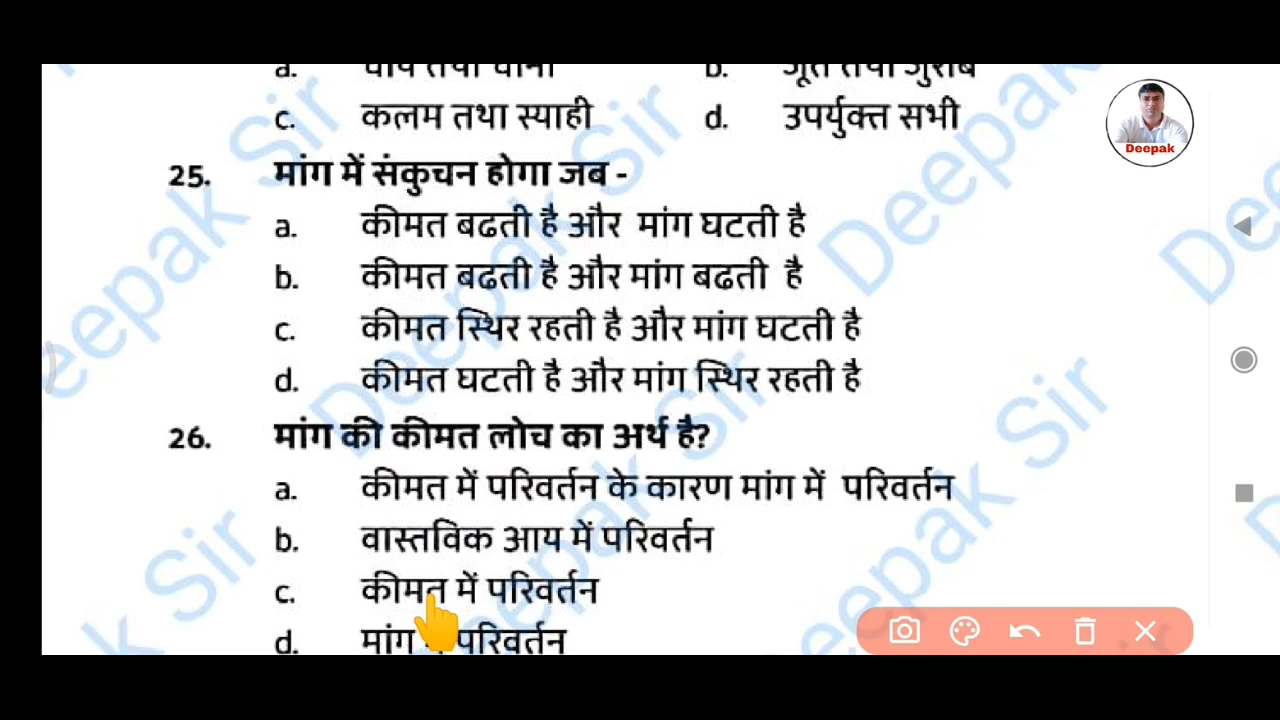 c. कलम तथा स्याही d. उपर्युक्त सभी
Deepak
25. मांग में संकुचन होगा जब -
a. कीमत बढती है और मांग घटती है
b. कीमत बढती है और मांग बढती है
c. कीमत स्थिर रहती है और मांग घटती है
d. कीमत घटती है और मांग स्थिर रहती है
26. मांग की कीमत लोच का अर्थ है?
a. कीमत में परिवर्तन के कारण मांग में परिवर्तन
b. वास्तविक आय में परिवर्तन
c. कीमत में परिवर्तन
d. मांग परिवर्तन
Deepak Sir